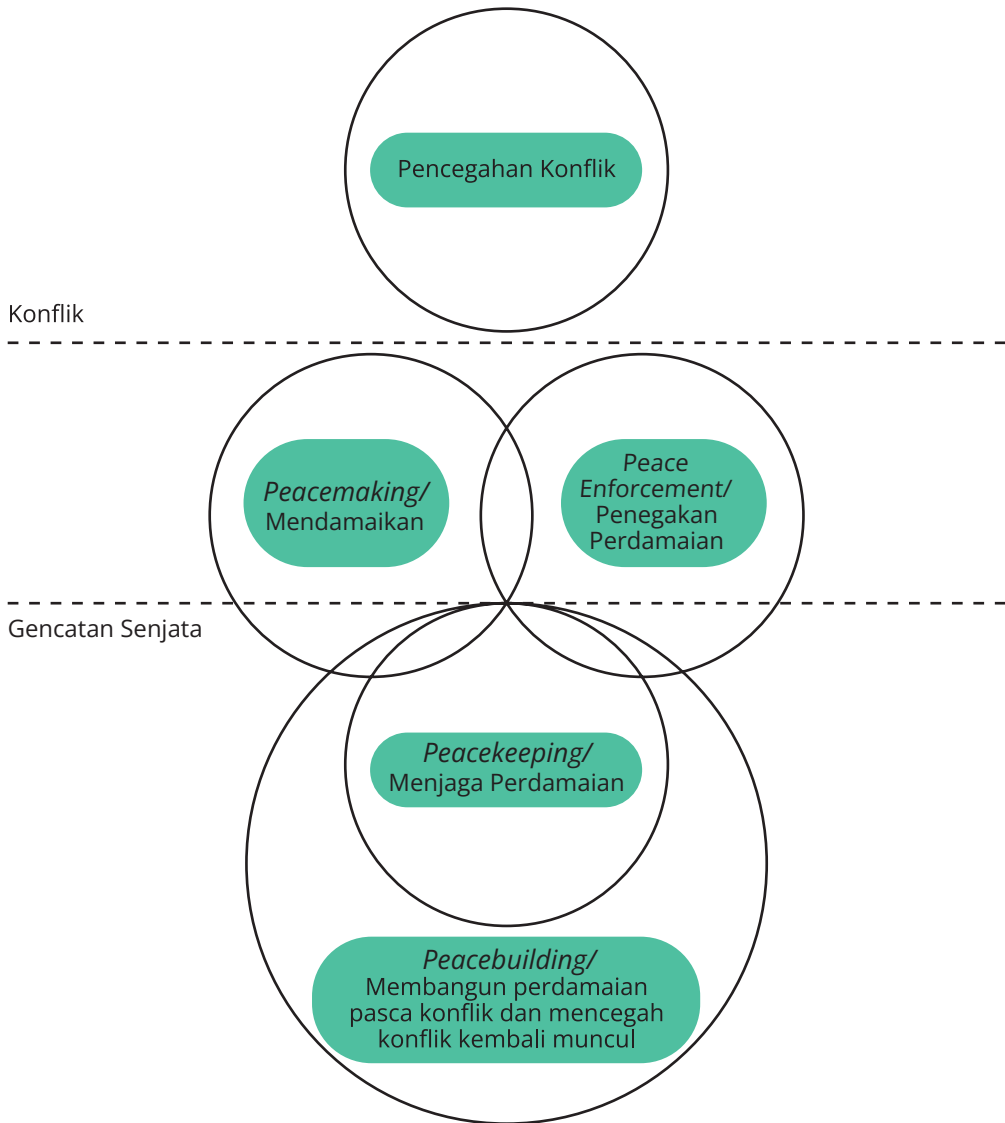 Pencegahan Konflik
Konflik
Peacemaking/
Mendamaikan
Peace
Enforcement/
Penegakan
Perdamaian
Gencatan Senjata
Peacekeeping/
Menjaga Perdamaian
Peacebuilding/
Membangun perdamaian
pasca konflik dan mencegah
konflik kembali muncul